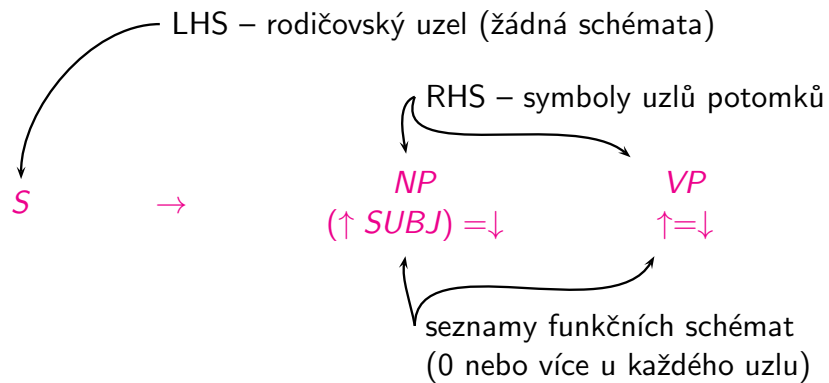 LHS – rodičovský uzel (žádná schémata)
RHS – symboly uzlů potomků
S → NP VP
(↑ SUBJ) =↓ ↑=↓
seznamy funkčních schémat
(0 nebo více u každého uzlu)